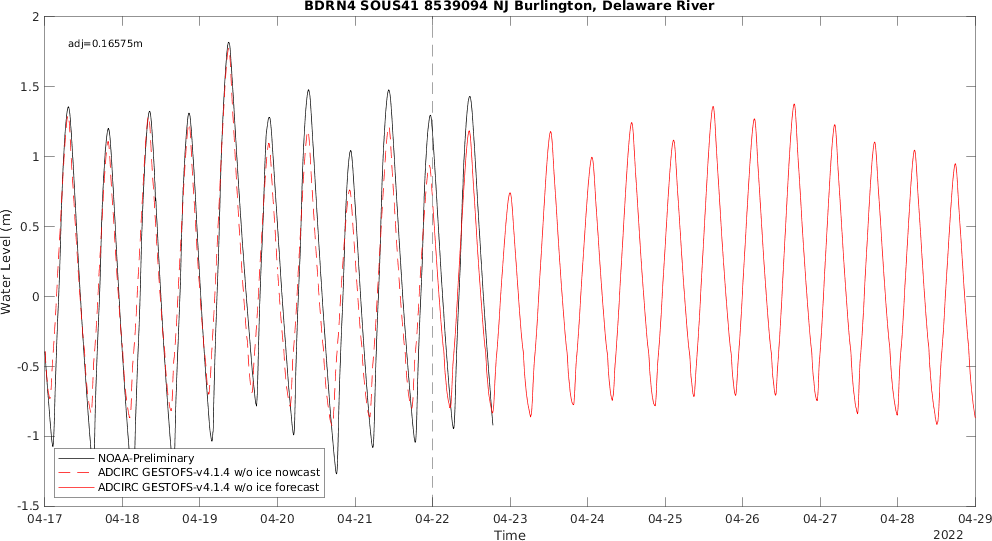 BDRN4 SOUS41 8539094 NJ Burlington, Delaware River
adj=0.16575m
Water Level (m)
2
1.5
1
0.5
0
-0.5
-1
-1.5
NOAA-Preliminary
ADCIRC GESTOFS-v4.1.4 w/o ice nowcast
ADCIRC GESTOFS-v4.1.4 w/o ice forecast
04-17 04-18 04-19 04-20 04-21 04-22 04-23 04-24 04-25 04-26 04-27 04-28 04-29
Time
2022